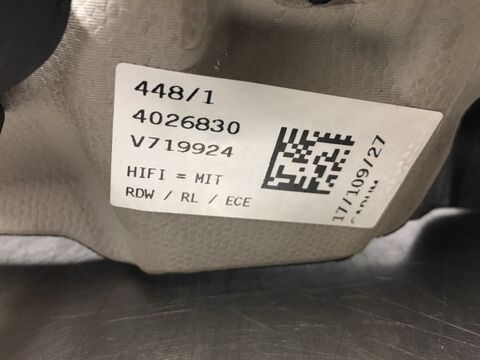 448/1
4026830
V719924
HIFI = MIT
RDW / RL / ECE
17/109/27